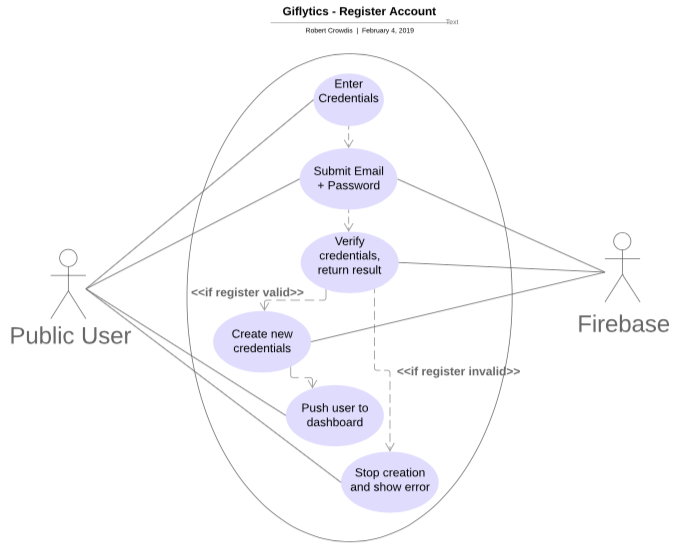 Giflytics - Register Account
Text
Robert Crowdis | February 4, 2019
Enter
Credentials
Submit Email
+ Password
Verify
credentials,
return result
<<if register valid>>
Public User
Firebase
Create new
credentials
<<if register invalid>>
Push user to
dashboard
Stop creation
and show error